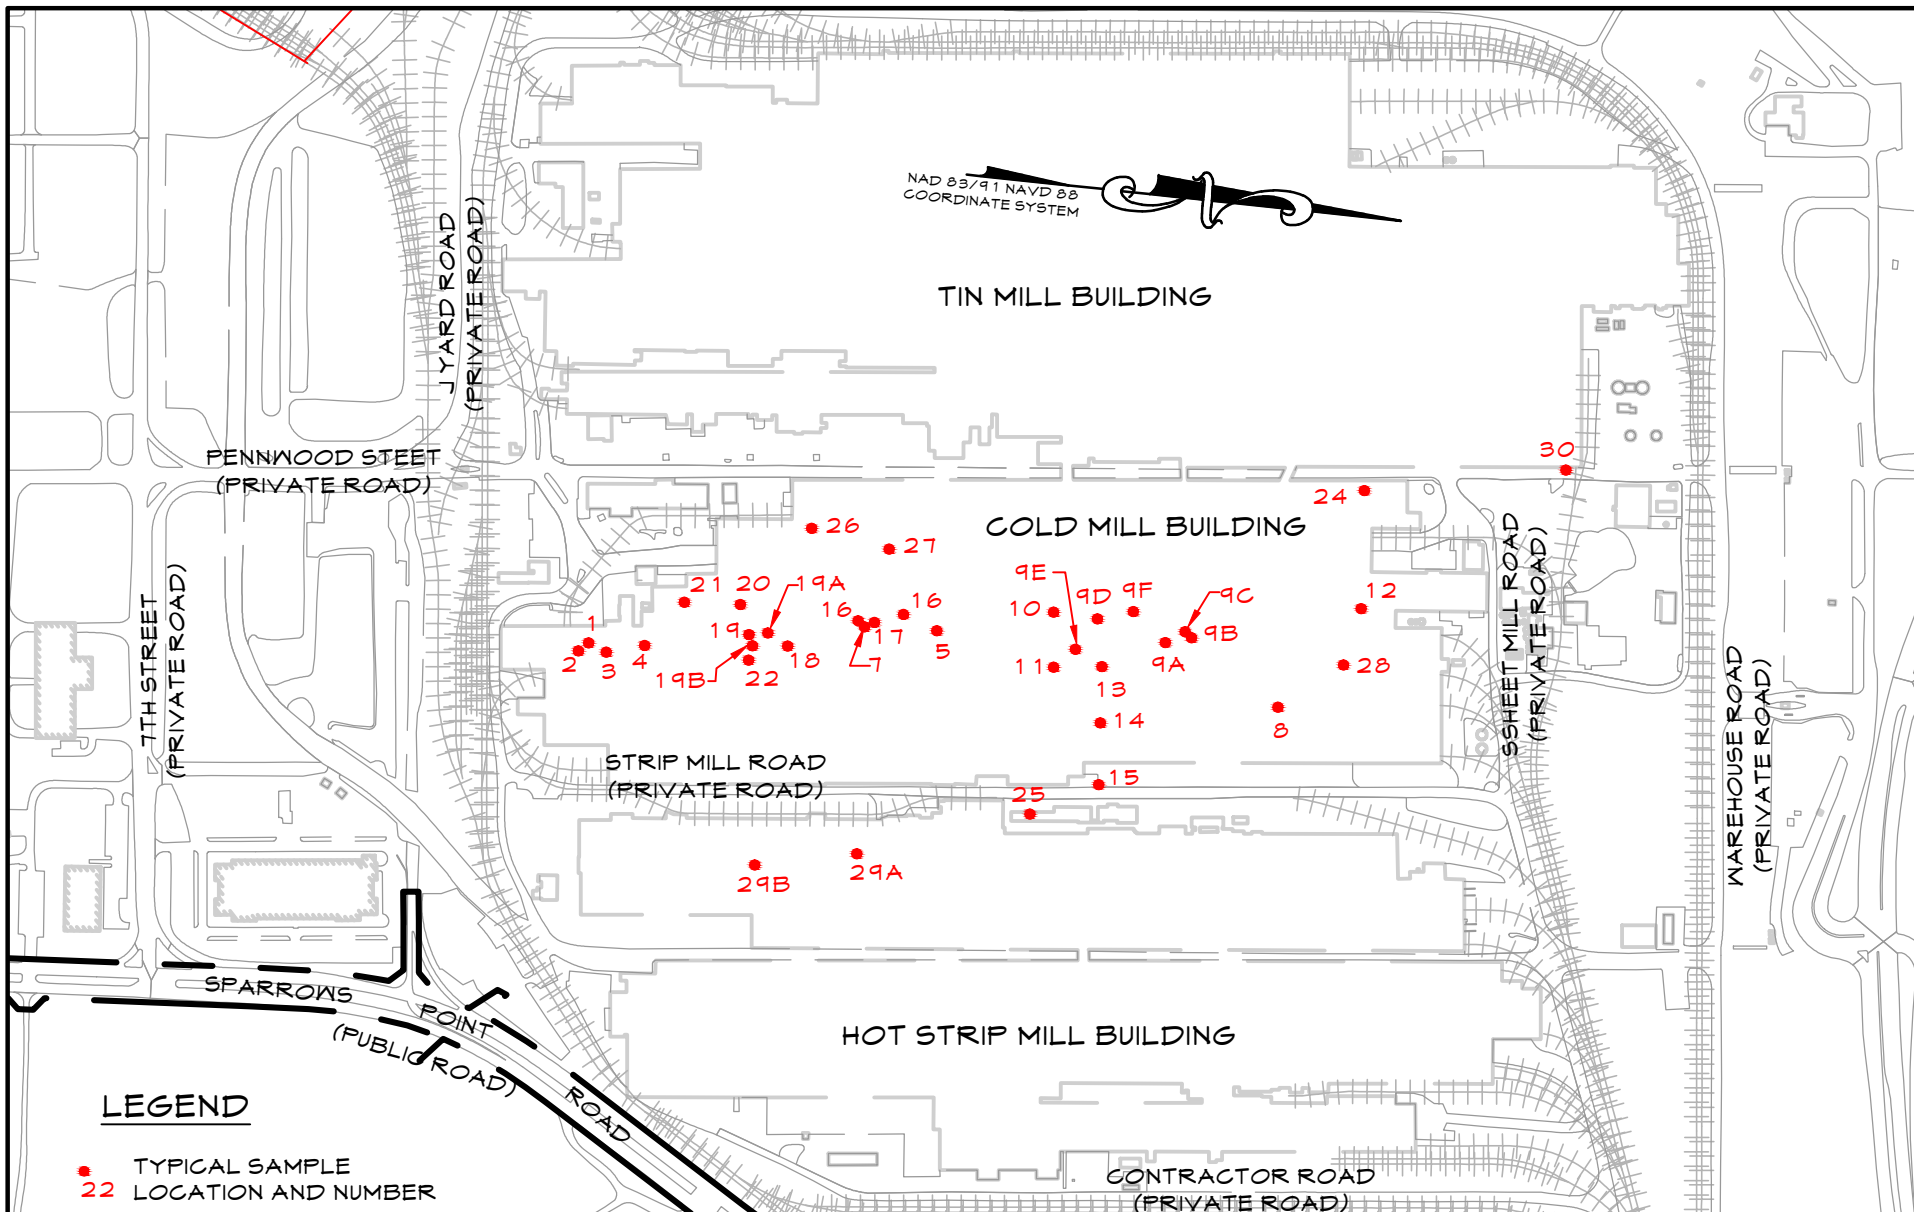 NAD 83/91 NAVD 88
COORDINATE SYSTEM
J YARD ROAD
(PRIVATE ROAD)
TIN MILL BUILDING
PENNWOOD STEET
(PRIVATE ROAD)
30
24
COLD MILL BUILDING
26
27
SSHEET MILL ROAD
(PRIVATE ROAD)
7TH STREET
(PRIVATE ROAD)
21
20
19A
9E
9D
9F
9C
12
1
16
16
10
19
17
9B
2
3
4
5
18
7
11
9A
28
19B
22
13
14
8
WAREHOUSE ROAD
(PRIVATE ROAD)
STRIP MILL ROAD
(PRIVATE ROAD)
15
25
29B
29A
SPARROWS
POINT
ROAD
(PUBLIC ROAD)
HOT STRIP MILL BUILDING
LEGEND
TYPICAL SAMPLE
22 LOCATION AND NUMBER
CONTRACTOR ROAD
(PRIVATE ROAD)